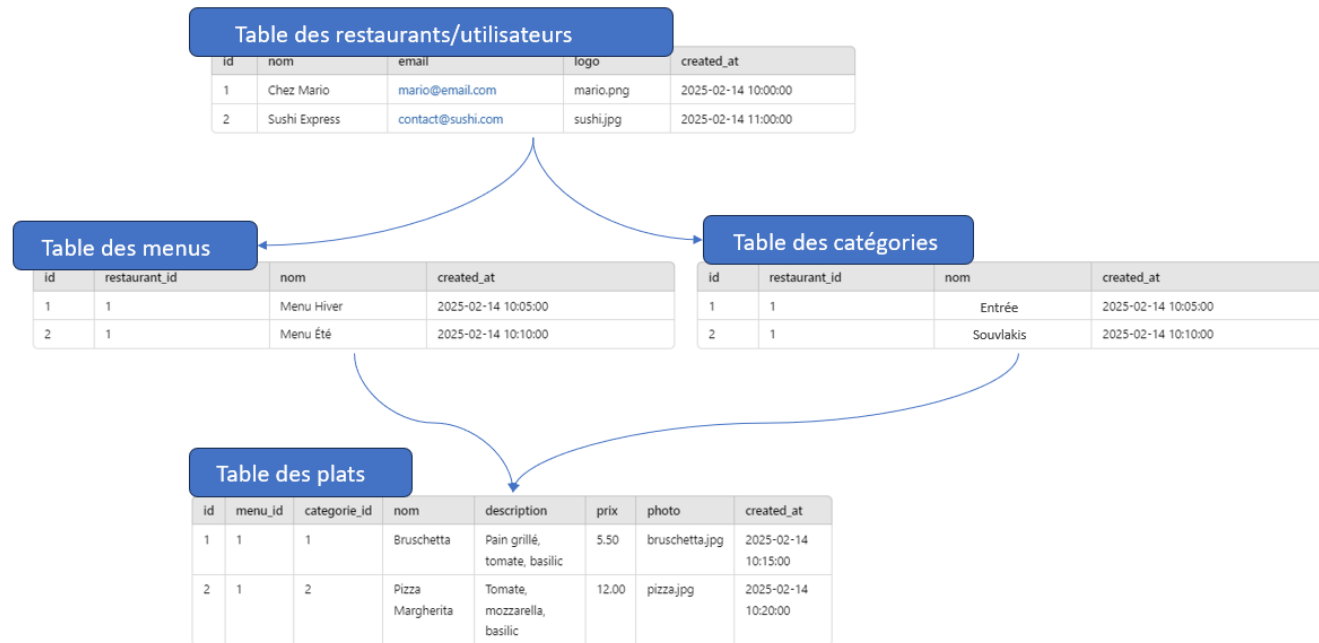 Table des restaurants/utilisateurs
id nom email logo created_at
1 Chez Mario mario@email.com mario.png 2025-02-14 10:00:00
2 Sushi Express contact@sushi.com sushi.jpg 2025-02-14 11:00:00
Table des menus
id restaurant_id nom created_at
1 1 Menu Hiver 2025-02-14 10:05:00
2 1 Menu Été 2025-02-14 10:10:00
Table des catégories
id restaurant_id nom created_at
1 1 Entrée 2025-02-14 10:05:00
2 1 Souvlakis 2025-02-14 10:10:00
Table des plats
id menu_id categorie_id nom description prix photo created_at
1 1 1 Bruschetta Pain grillé, 5.50 bruschetta.jpg 2025-02-14
tomate, basilic 10:15:00
2 1 2 Pizza Tomate, 12.00 pizza.jpg 2025-02-14
Margherita mozzarella, 10:20:00
basilic